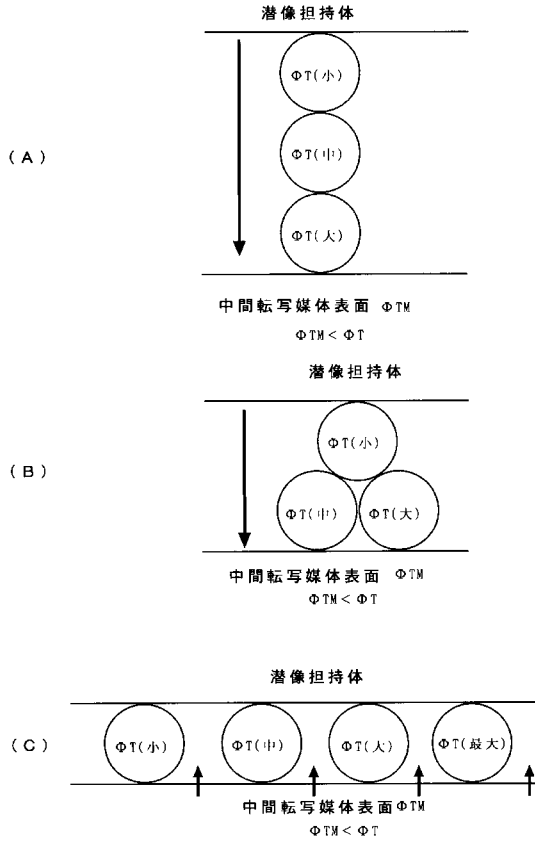 潜像担持体
ΦT(小)
(A)
ΦT(中)
ΦT(大)
中間転写媒体表面 ΦTM
ΦTM<ΦT
潜像担持体
ΦT(小)
(B)
ΦT(中) ΦT(大)
中間転写媒体表面 ΦTM
ΦTM<ΦT
潜像担持体
(C) ΦT(小) ΦT(中) ΦT(大) ΦT(最大)
中間転写媒体表面ΦTM
ΦTM<ΦT